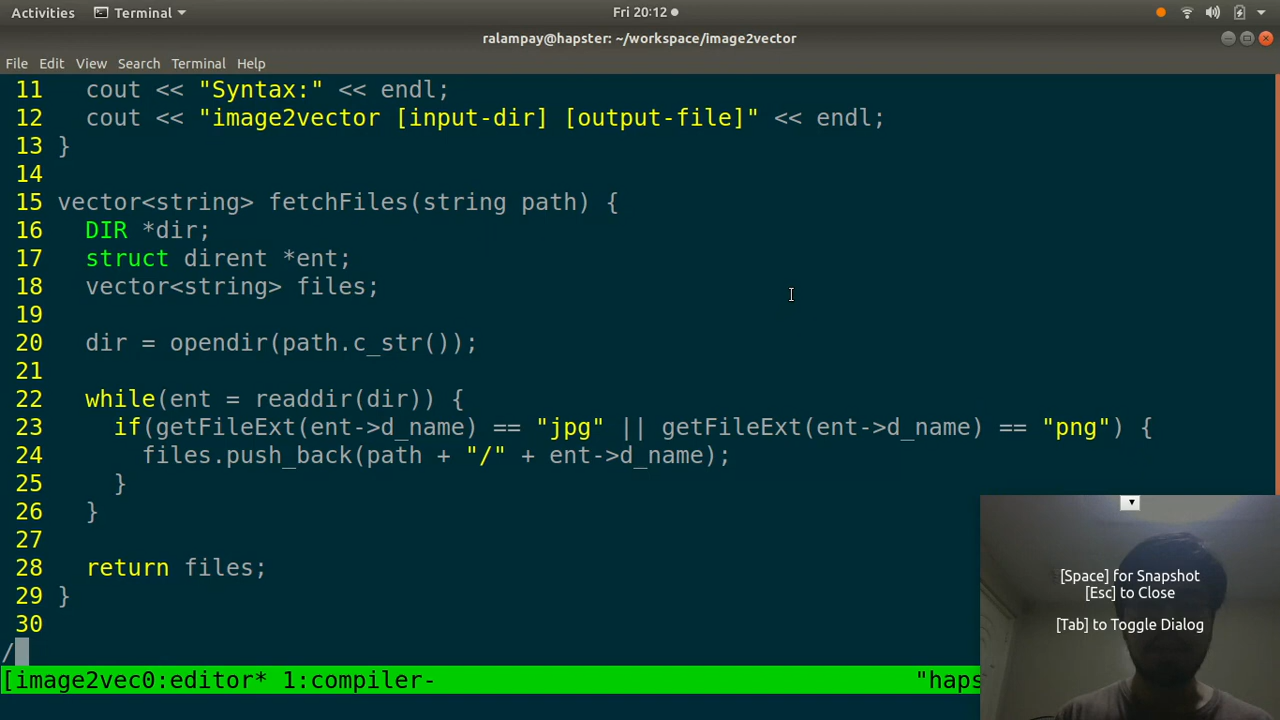 Activities Terminal Fri 20:12
ralampay@hapster: ~/workspace/image2vector
File Edit View Search Terminal Help
11 cout << "Syntax:" << endl;
12 cout << "image2vector [input-dir] [output-file]" << endl;
13 }
14
15 vector<string> fetchFiles(string path) {
16 DIR *dir;
17 struct dirent *ent;
18 vector<string> files;
19
20 dir = opendir(path.c_str());
21
22 while(ent = readdir(dir)) {
23 if(getFileExt(ent->d_name) == "jpg" || getFileExt(ent->d_name) == "png") {
24 files.push_back(path + "/" + ent->d_name);
25 }
26 }
27
28 return files;
29 }
30
/
[image2vec0:editor* 1:compiler- "haps
[Space] for Snapshot
[Esc] to Close
[Tab] to Toggle Dialog